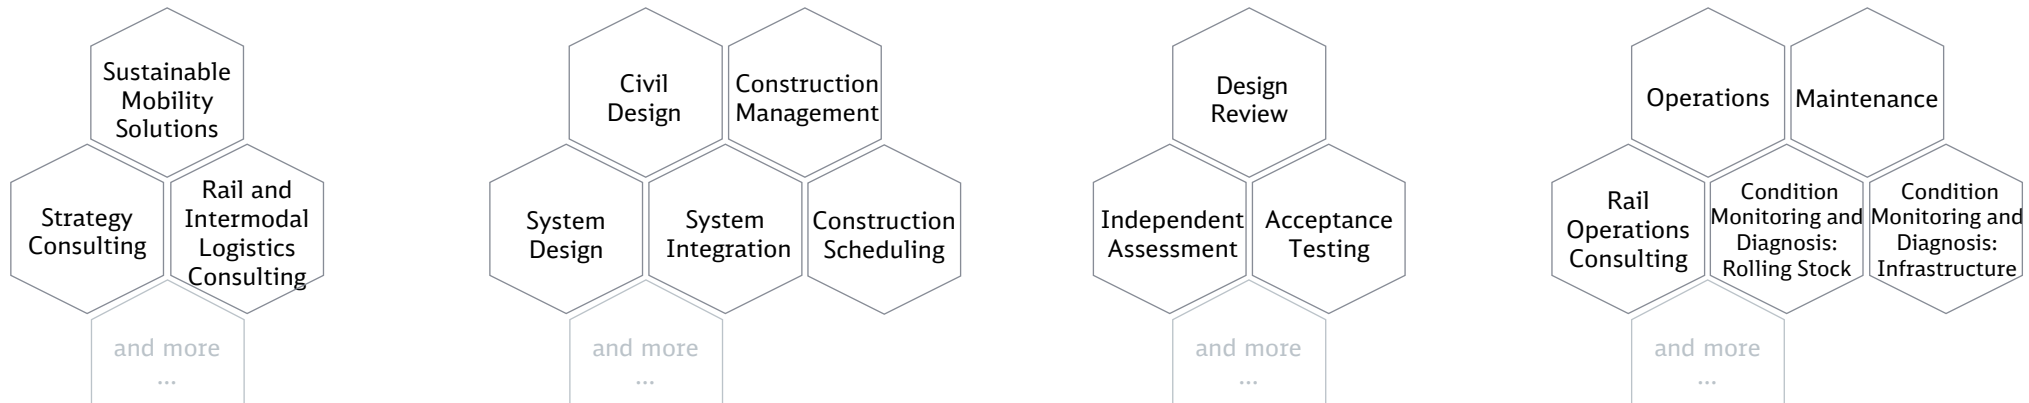 Sustainable
Mobility
Solutions
Strategy
Consulting
Rail and
Intermodal
Logistics
Consulting
and more
...
Civil
Design
Construction
Management
System
Design
System
Integration
Construction
Scheduling
and more
...
Design
Review
Independent
Assessment
Acceptance
Testing
and more
...
Operations
Maintenance
Rail
Operations
Consulting
Condition
Monitoring and
Diagnosis:
Rolling Stock
Condition
Monitoring and
Diagnosis:
Infrastructure
and more
...